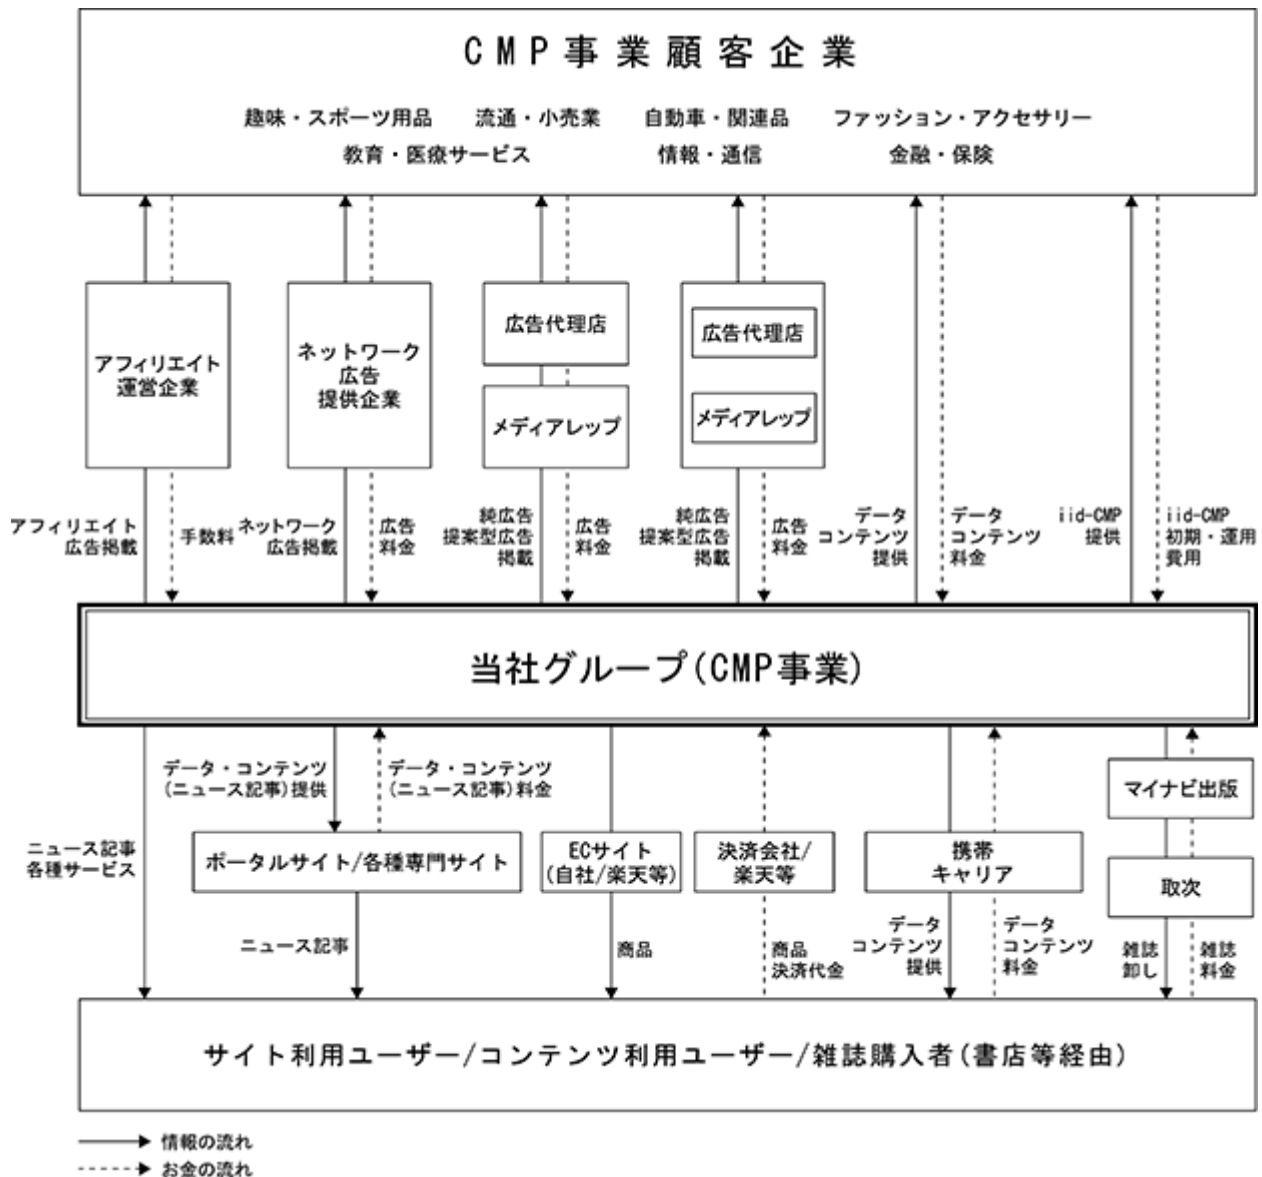 CMP事業顧客企業
趣味・スポーツ用品 流通・小売業 自動車・関連品 ファッション・アクセサリー
教育・医療サービス 情報・通信 金融・保険
アフィリエイト
運営企業
ネットワーク
広告
提供企業
広告代理店
メディアレップ
広告代理店
メディアレップ
アフィリエイト
広告掲載
手数料
ネットワーク
広告掲載
広告
料金
純広告
提案型広告
掲載
広告
料金
純広告
提案型広告
掲載
広告
料金
データ
コンテンツ
提供
データ
コンテンツ
料金
iid-CMP
提供
iid-CMP
初期・運用
費用
当社グループ(CMP事業)
ニュース記事
各種サービス
データ・コンテンツ
(ニュース記事)提供
データ・コンテンツ
(ニュース記事)料金
ポータルサイト/各種専門サイト
ニュース記事
ECサイト
(自社/楽天等)
商品
決済会社/
楽天等
商品
決済代金
携帯
キャリア
データ
コンテンツ
提供
データ
コンテンツ
料金
マイナビ出版
取次
雑誌
卸し
雑誌
料金
サイト利用ユーザー/コンテンツ利用ユーザー/雑誌購入者(書店等経由)
情報の流れ
お金の流れ